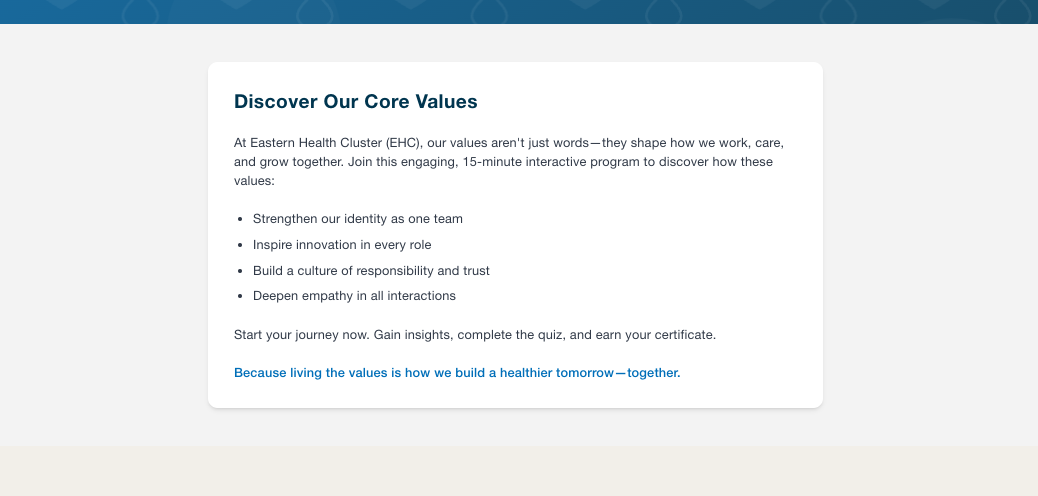 Discover Our Core Values
At Eastern Health Cluster (EHC), our values aren't just words—they shape how we work, care,
and grow together. Join this engaging, 15-minute interactive program to discover how these
values:
• Strengthen our identity as one team
• Inspire innovation in every role
• Build a culture of responsibility and trust
• Deepen empathy in all interactions
Start your journey now. Gain insights, complete the quiz, and earn your certificate.
Because living the values is how we build a healthier tomorrow—together.